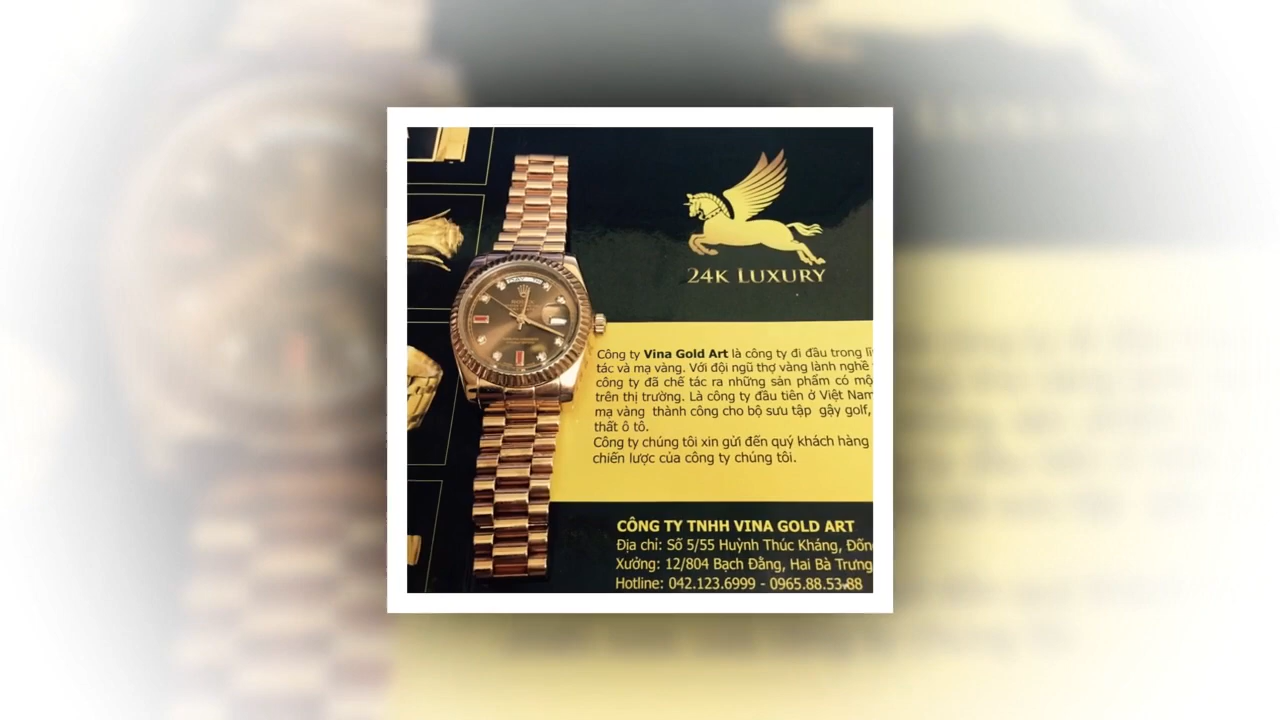 24K LUXURY
ROLEX
Công ty Vina Gold Art là công ty đi đầu trong
tác và mạ vàng. Với đội ngũ thợ vàng lành nghề
công ty đã chế tác ra những sản phẩm có
trên thị trường. Là công ty đầu tiên ở Việt Nam
mạ vàng thành công cho bộ sưu tập gậy golf,
thất ô tô.
Công ty chúng tôi xin gửi đến quý khách hàng
chiến lược của công ty chúng tôi.
CÔNG TY TNHH VINA GOLD ART
Địa chỉ: Số 5/55 Huỳnh Thúc Kháng,
Xưởng: 12/804 Bạch Đằng, Hai Bà Trưng
Hotline: 042.123.6999 - 0965.88.53.88